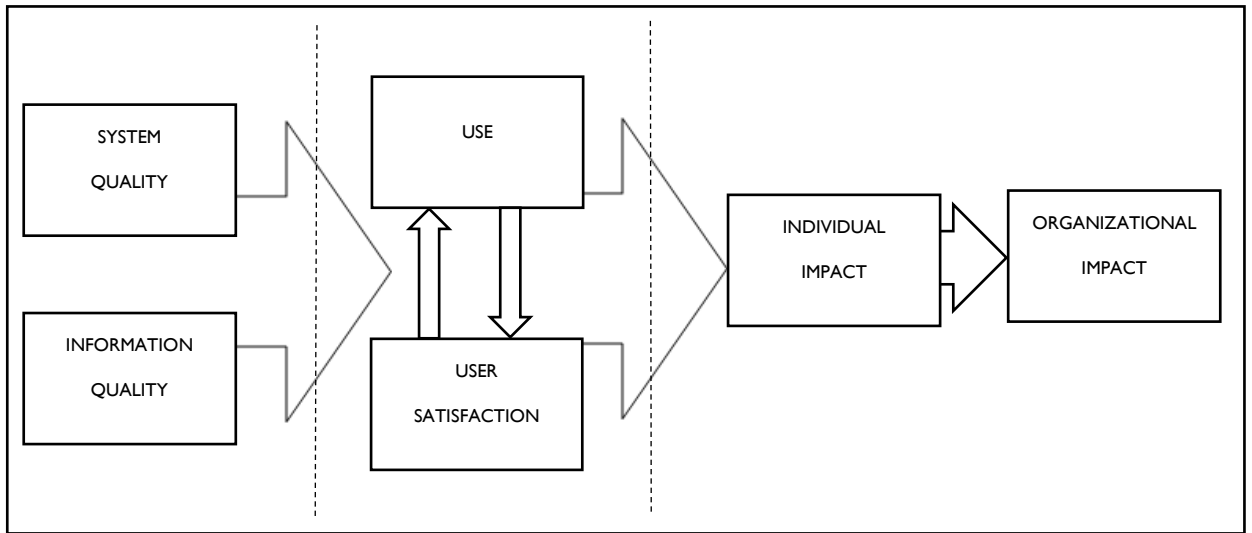 SYSTEM
QUALITY
INFORMATION
QUALITY
USE
USER
SATISFACTION
INDIVIDUAL
IMPACT
ORGANIZATIONAL
IMPACT